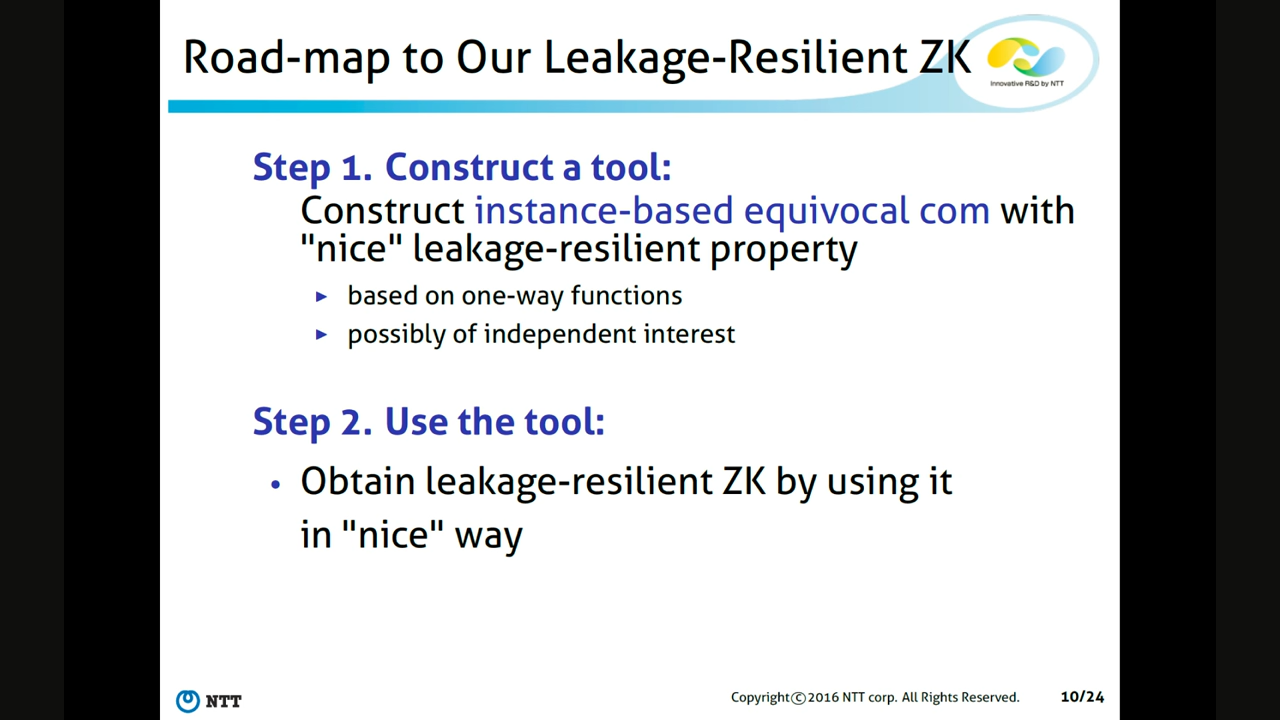 Road-map to Our Leakage-Resilient ZK
Innovative R&D by NTT
Step 1. Construct a tool:
Construct instance-based equivocal com with
"nice" leakage-resilient property
▸ based on one-way functions
▸ possibly of independent interest
Step 2. Use the tool:
• Obtain leakage-resilient ZK by using it
in "nice" way
NTT
Copyright©2016 NTT corp. All Rights Reserved.
10/24